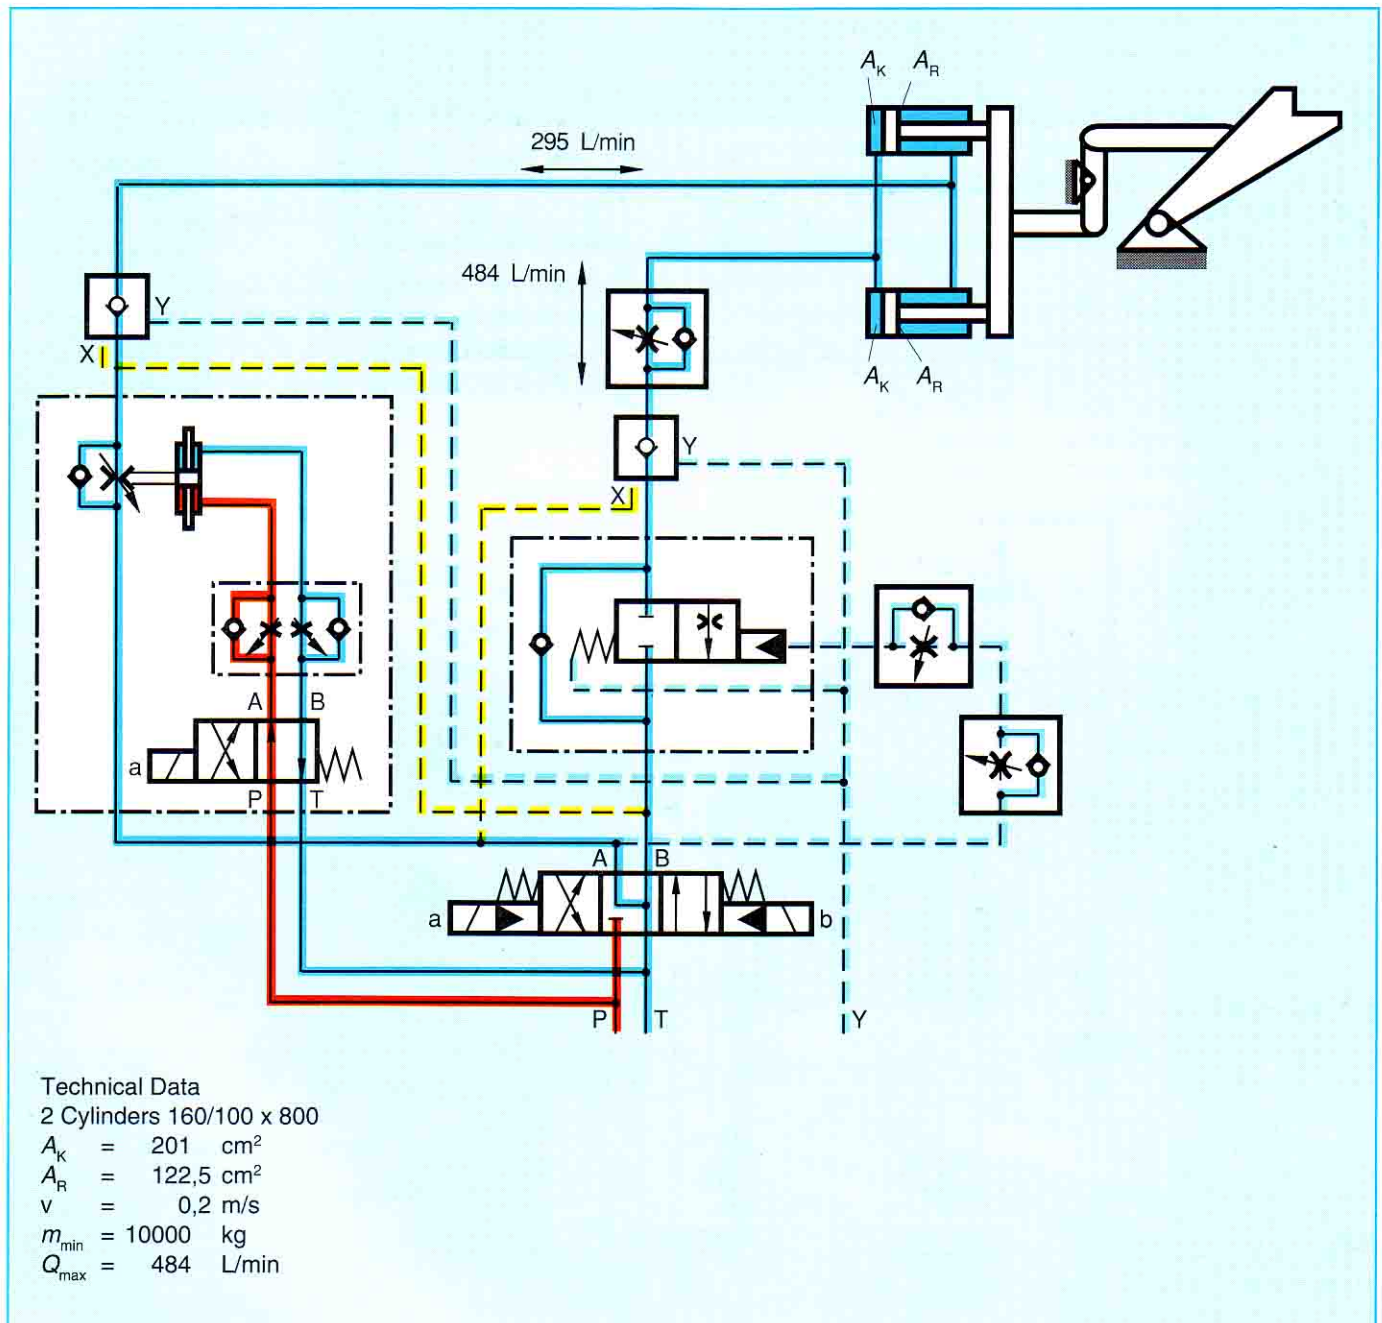 A_K A_R
295 L/min
484 L/min
Y
X
A_K A_R
Y
X
A B
a
P T
A B
a b
P T Y
Technical Data
2 Cylinders 160/100 x 800
A_K = 201 cm²
A_R = 122,5 cm²
v = 0,2 m/s
m_min = 10000 kg
Q_max = 484 L/min